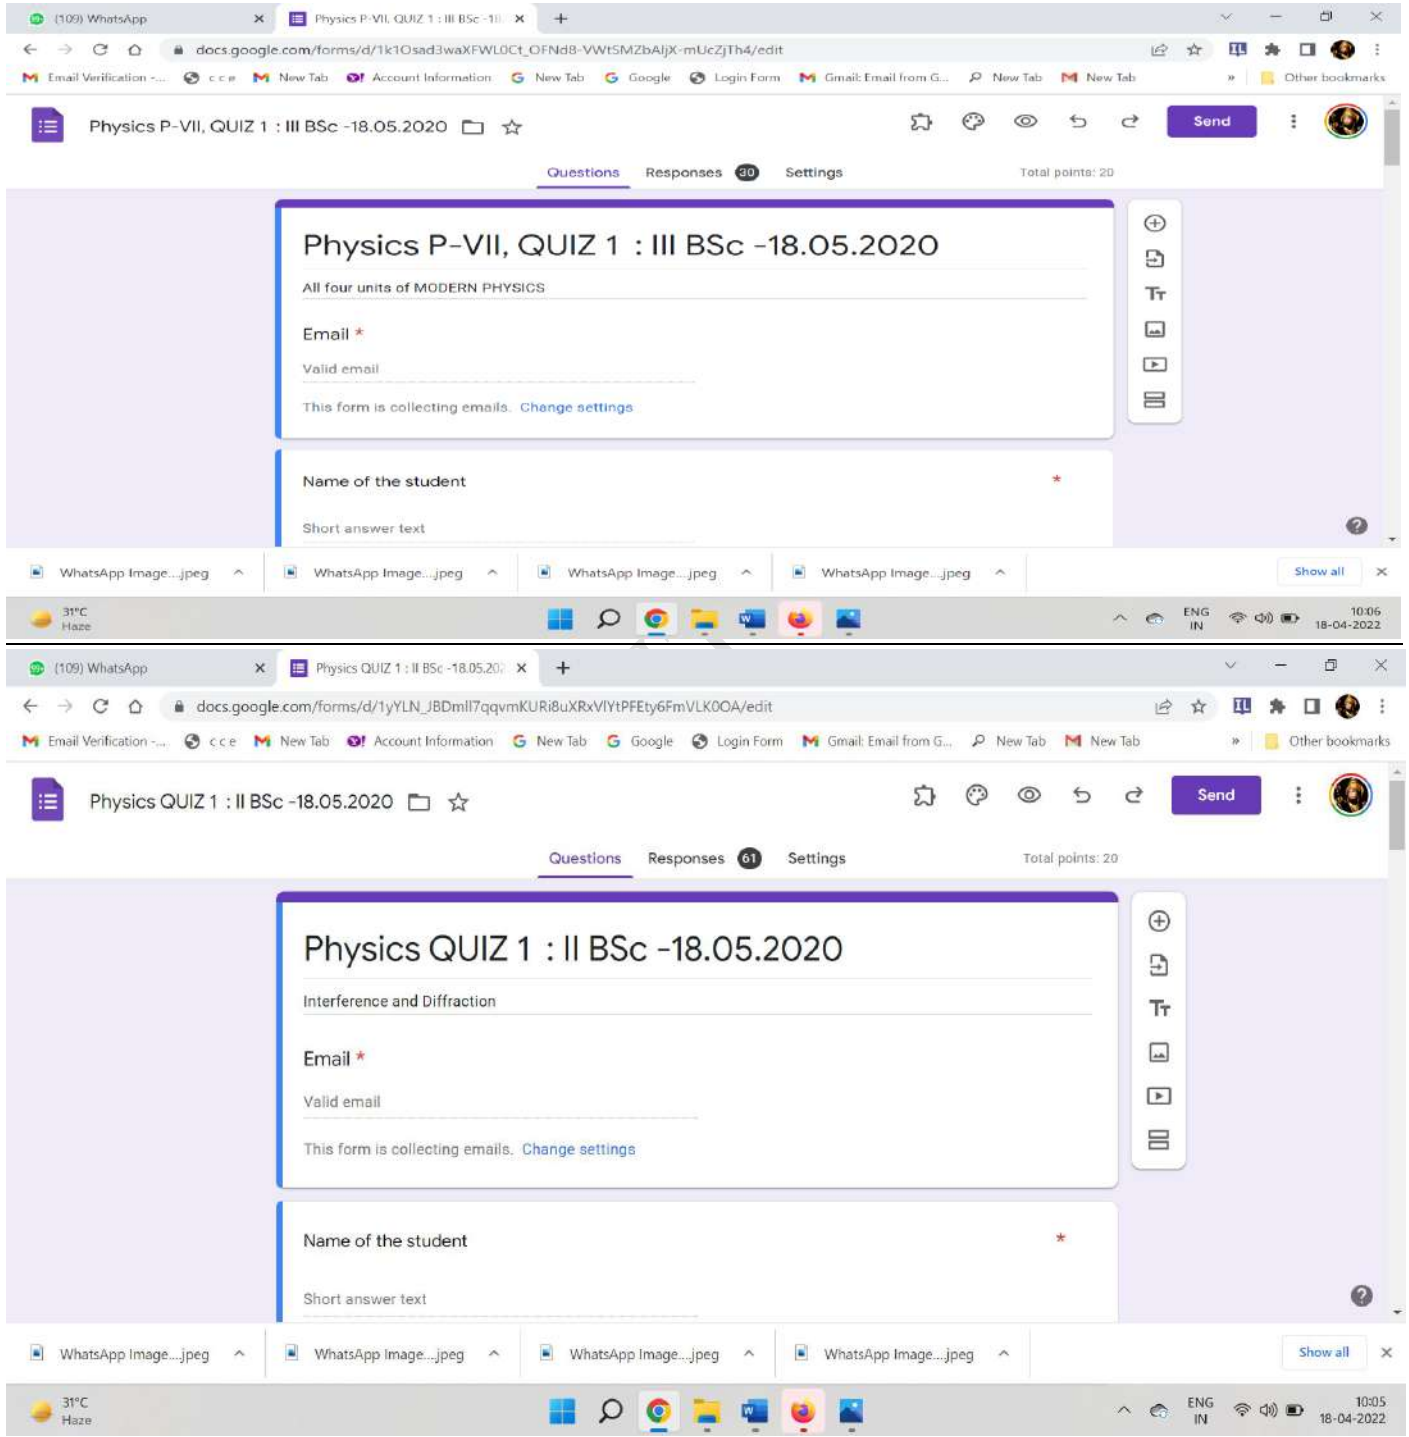 (109) WhatsApp
Physics P-VII, QUIZ 1 : III BSc -18
docs.google.com/forms/d/1k1Osad3waXFWL0Ct_OFNd8-VWtSMZbAljX-mUcZjTh4/edit
Email Verification -... c c e New Tab Account Information New Tab Google Login Form Gmail: Email from G... New Tab New Tab » Other bookmarks
Physics P-VII, QUIZ 1 : III BSc -18.05.2020 Send
Questions Responses 30 Settings Total points: 20
Physics P-VII, QUIZ 1 : III BSc -18.05.2020
All four units of MODERN PHYSICS
Email *
Valid email
This form is collecting emails. Change settings
Name of the student *
Short answer text
WhatsApp Image...jpeg WhatsApp Image...jpeg WhatsApp Image...jpeg WhatsApp Image...jpeg Show all
31°C ENG 10:06
Haze IN 18-04-2022
(109) WhatsApp Physics QUIZ 1 : II BSc -18.05.202
docs.google.com/forms/d/1yYLN_JBDmll7qqvmKURi8uXRxVlYtPFEty6FmVLK0OA/edit
Email Verification -... c c e New Tab Account Information New Tab Google Login Form Gmail: Email from G... New Tab New Tab » Other bookmarks
Physics QUIZ 1 : II BSc -18.05.2020 Send
Questions Responses 61 Settings Total points: 20
Physics QUIZ 1 : II BSc -18.05.2020
Interference and Diffraction
Email *
Valid email
This form is collecting emails. Change settings
Name of the student *
Short answer text
WhatsApp Image...jpeg WhatsApp Image...jpeg WhatsApp Image...jpeg WhatsApp Image...jpeg Show all
31°C ENG 10:05
Haze IN 18-04-2022